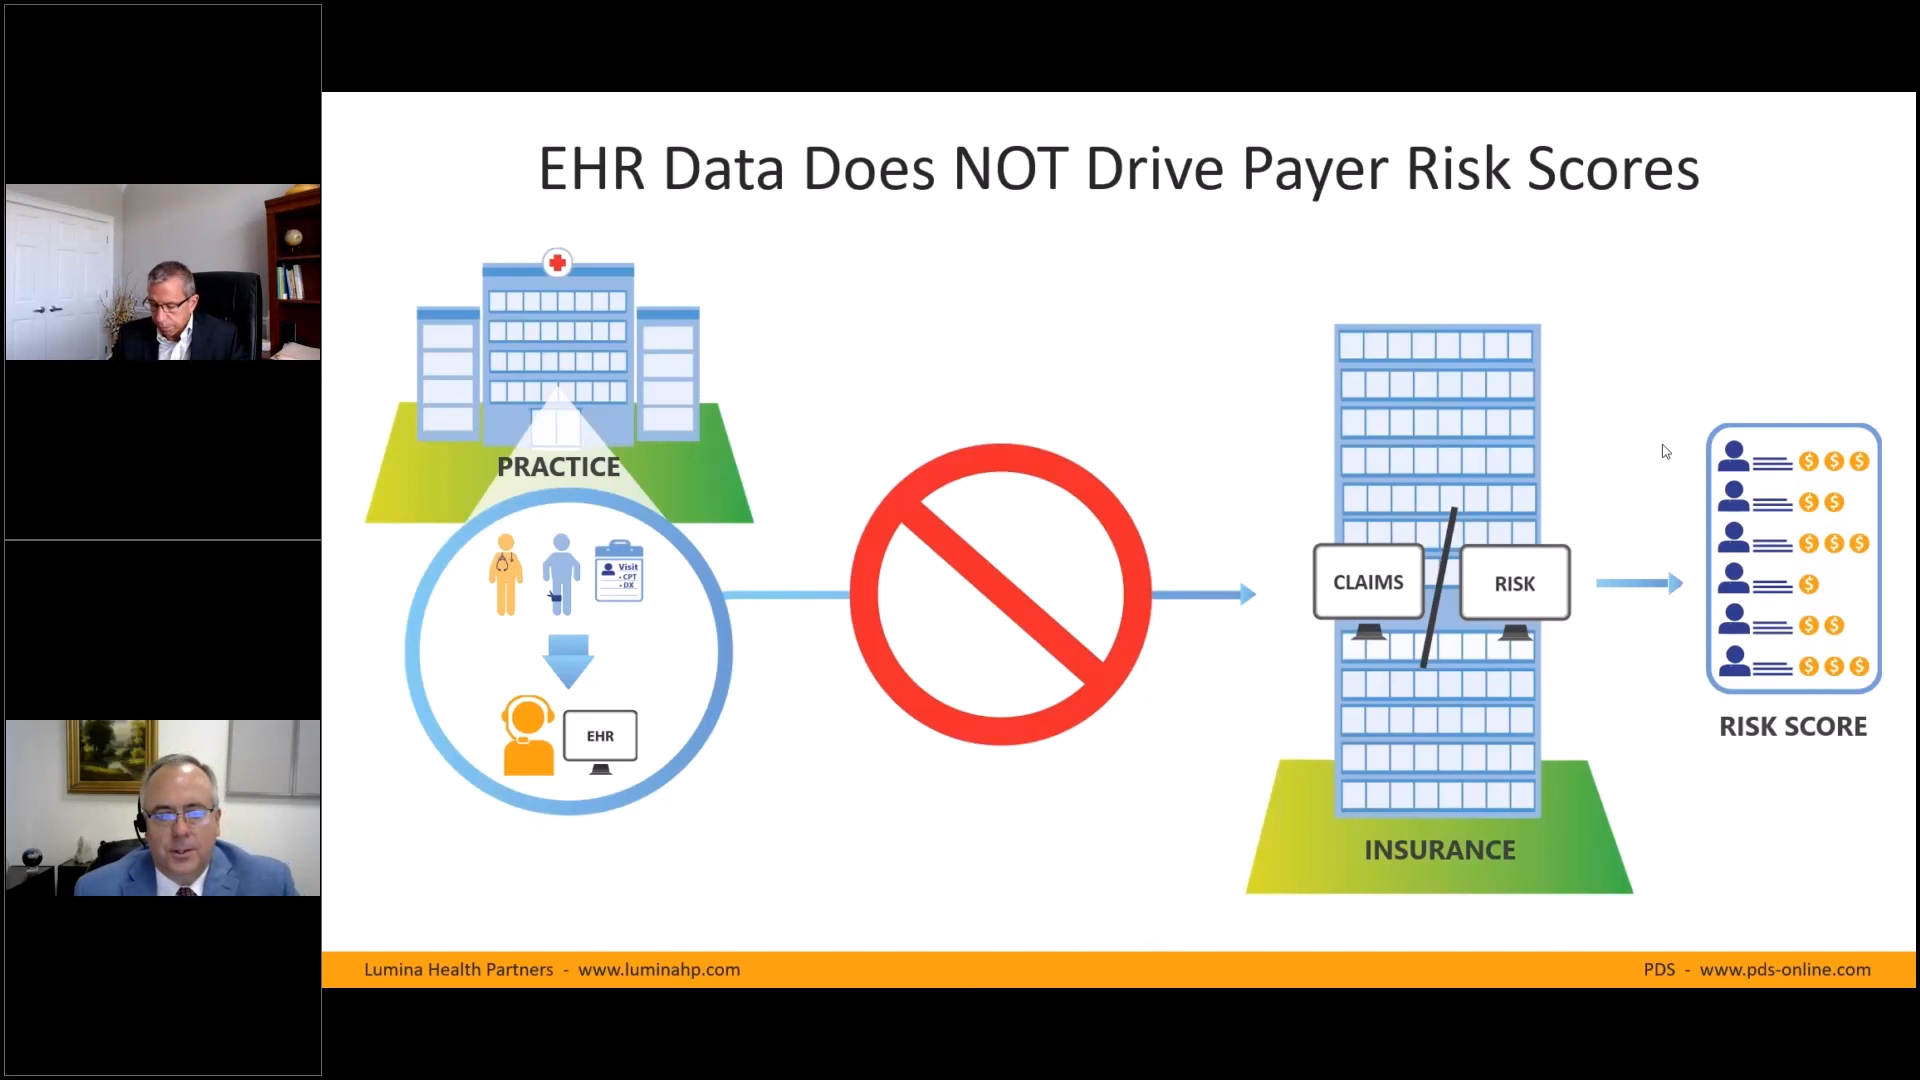 EHR Data Does NOT Drive Payer Risk Scores
PRACTICE
Visit
• CPT
• DX
EHR
CLAIMS
RISK
INSURANCE
RISK SCORE
Lumina Health Partners - www.luminahp.com
PDS - www.pds-online.com